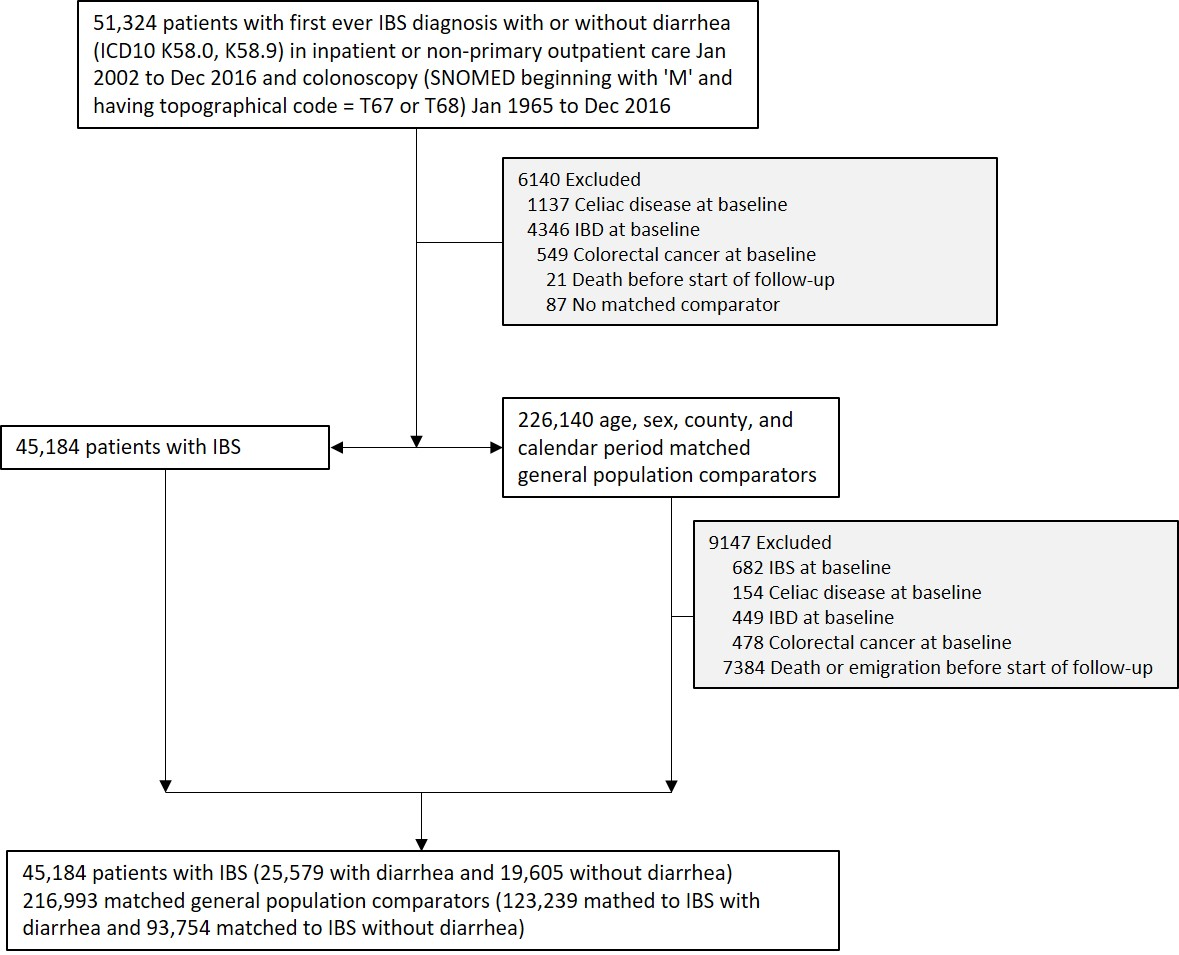 51,324 patients with first ever IBS diagnosis with or without diarrhea
(ICD10 K58.0, K58.9) in inpatient or non-primary outpatient care Jan
2002 to Dec 2016 and colonoscopy (SNOMED beginning with 'M' and
having topographical code = T67 or T68) Jan 1965 to Dec 2016
6140 Excluded
1137 Celiac disease at baseline
4346 IBD at baseline
549 Colorectal cancer at baseline
21 Death before start of follow-up
87 No matched comparator
45,184 patients with IBS
226,140 age, sex, county, and
calendar period matched
general population comparators
9147 Excluded
682 IBS at baseline
154 Celiac disease at baseline
449 IBD at baseline
478 Colorectal cancer at baseline
7384 Death or emigration before start of follow-up
45,184 patients with IBS (25,579 with diarrhea and 19,605 without diarrhea)
216,993 matched general population comparators (123,239 mathed to IBS with
diarrhea and 93,754 matched to IBS without diarrhea)